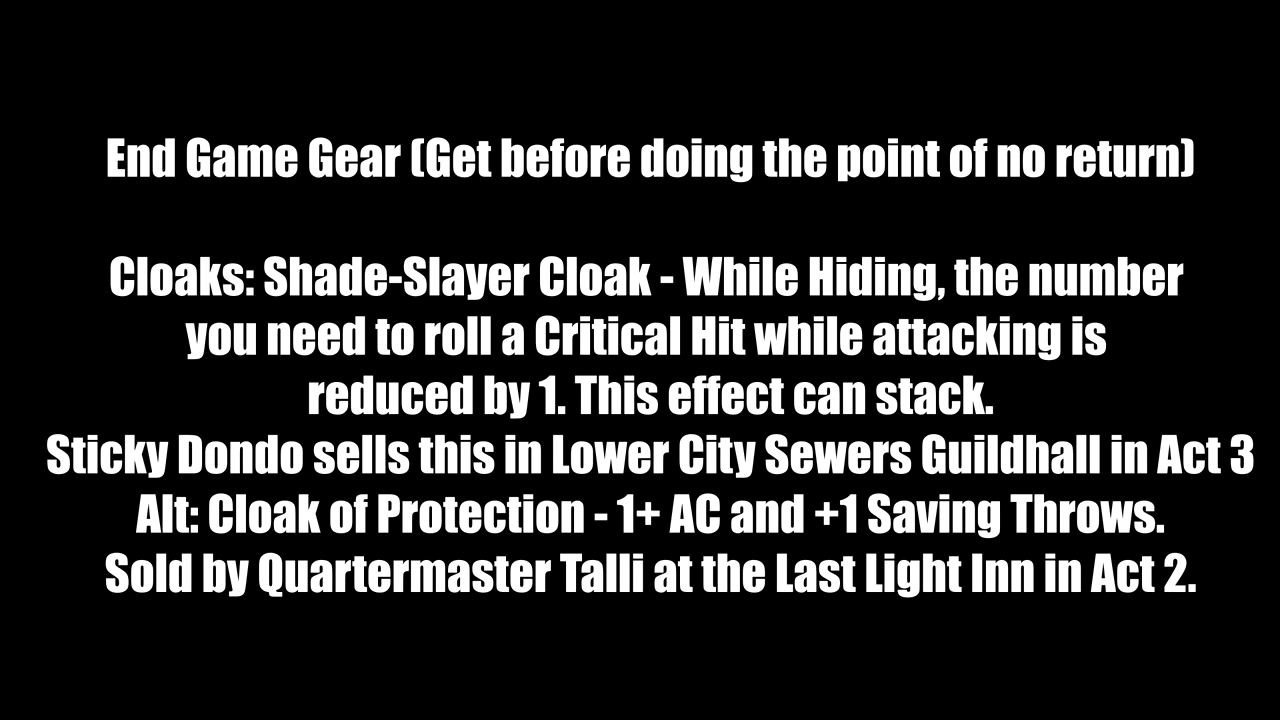 End Game Gear (Get before doing the point of no return)
Cloaks: Shade-Slayer Cloak - While Hiding, the number
you need to roll a Critical Hit while attacking is
reduced by 1. This effect can stack.
Sticky Dondo sells this in Lower City Sewers Guildhall in Act 3
Alt: Cloak of Protection - 1+ AC and +1 Saving Throws.
Sold by Quartermaster Talli at the Last Light Inn in Act 2.